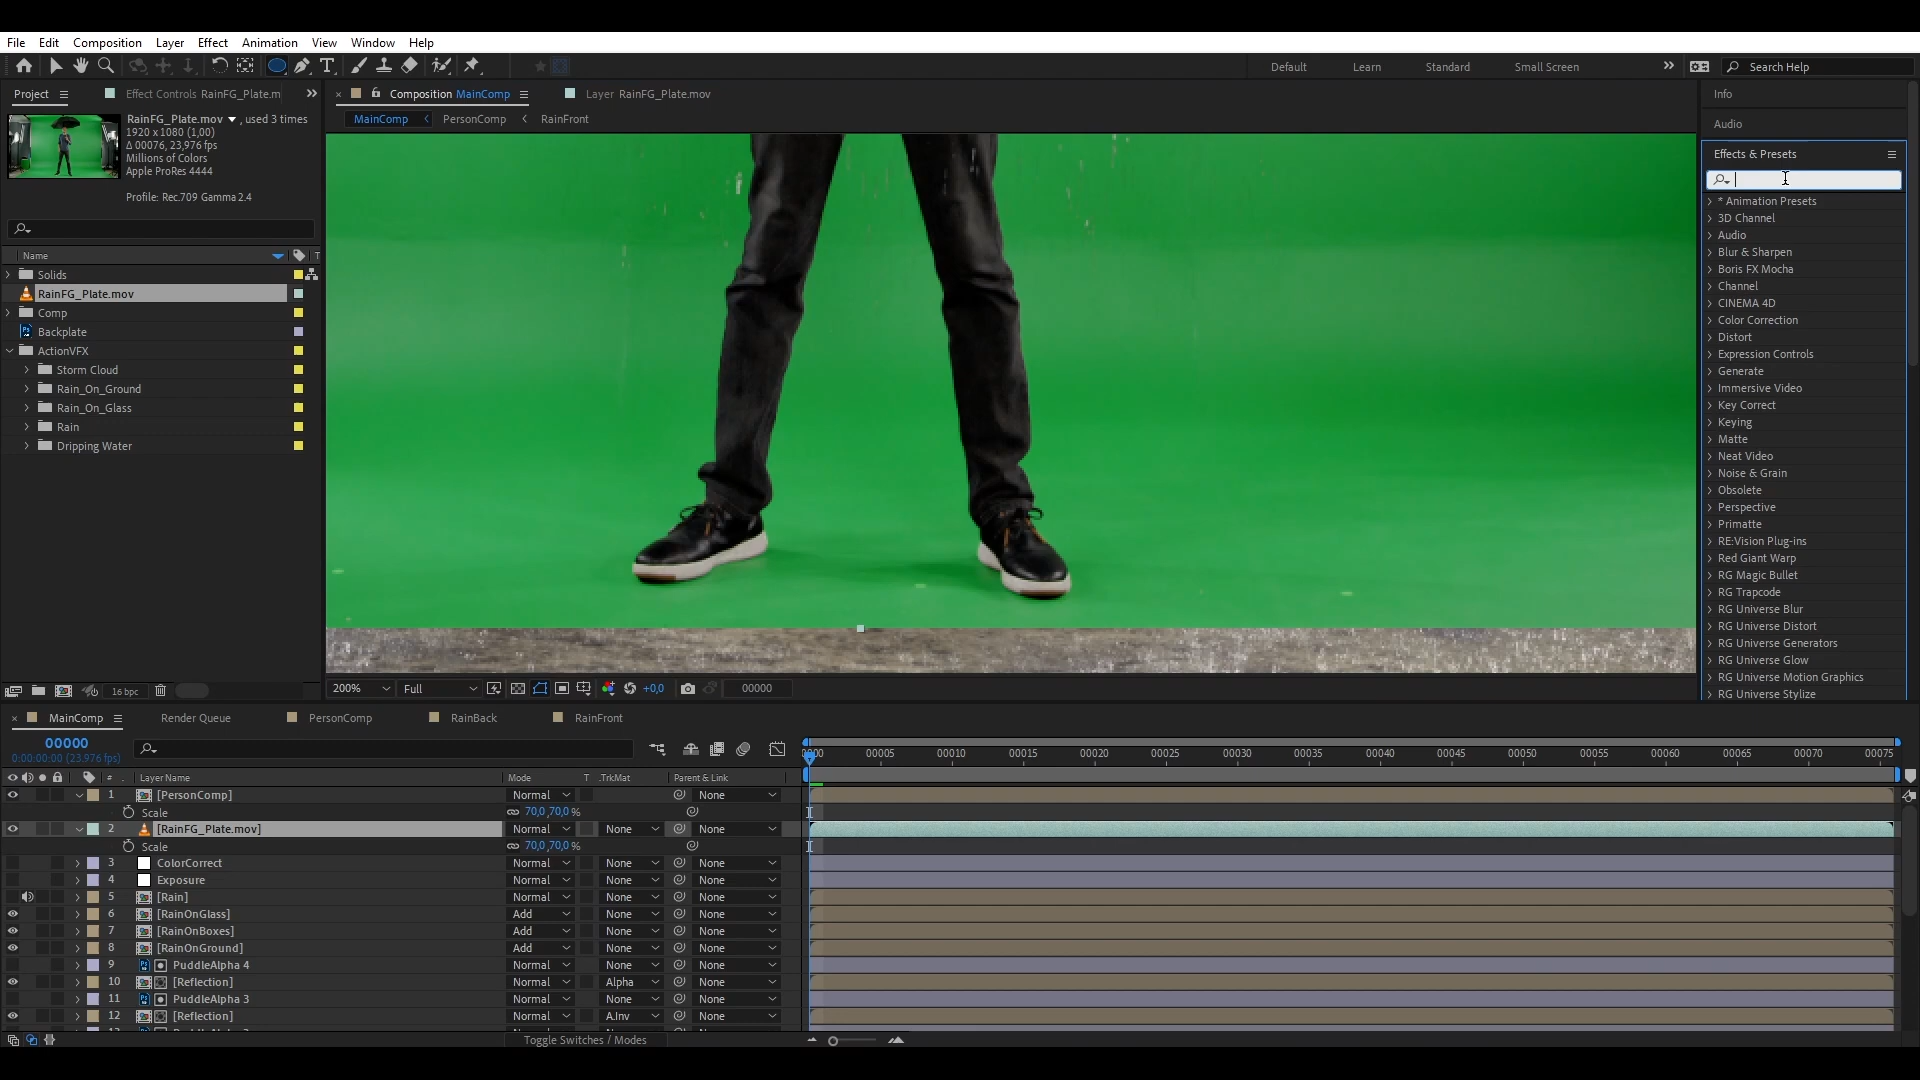 File Edit Composition Layer Effect Animation View Window Help
Default Learn Standard Small Screen Search Help
Project Effect Controls RainFG_Plate.m
RainFG_Plate.mov , used 3 times
1920 x 1080 (1,00)
Δ 00076, 23,976 fps
Millions of Colors
Apple ProRes 4444
Profile: Rec.709 Gamma 2.4
Name T
Solids
RainFG_Plate.mov
Comp
Backplate
ActionVFX
Storm Cloud
Rain_On_Ground
Rain_On_Glass
Rain
Dripping Water
16 bpc
Composition MainComp Layer RainFG_Plate.mov
MainComp PersonComp RainFront
200% Full +0,0 00000
Info
Audio
Effects & Presets
* Animation Presets
3D Channel
Audio
Blur & Sharpen
Boris FX Mocha
Channel
CINEMA 4D
Color Correction
Distort
Expression Controls
Generate
Immersive Video
Key Correct
Keying
Matte
Neat Video
Noise & Grain
Obsolete
Perspective
Primatte
RE:Vision Plug-ins
Red Giant Warp
RG Magic Bullet
RG Trapcode
RG Universe Blur
RG Universe Distort
RG Universe Generators
RG Universe Glow
RG Universe Motion Graphics
RG Universe Stylize
MainComp Render Queue PersonComp RainBack RainFront
00000
0:00:00:00 (23.976 fps)
0000 00005 00010 00015 00020 00025 00030 00035 00040 00045 00050 00055 00060 00065 00070 00075
# . Layer Name Mode T .TrkMat Parent & Link
1 [PersonComp] Normal None
Scale 70,0,70,0 %
2 [RainFG_Plate.mov] Normal None None
Scale 70,0,70,0 %
3 ColorCorrect Normal None None
4 Exposure Normal None None
5 [Rain] Normal None None
6 [RainOnGlass] Add None None
7 [RainOnBoxes] Add None None
8 [RainOnGround] Add None None
9 PuddleAlpha 4 Normal None None
10 [Reflection] Normal Alpha None
11 PuddleAlpha 3 Normal None None
12 [Reflection] Normal A.Inv None
Toggle Switches / Modes